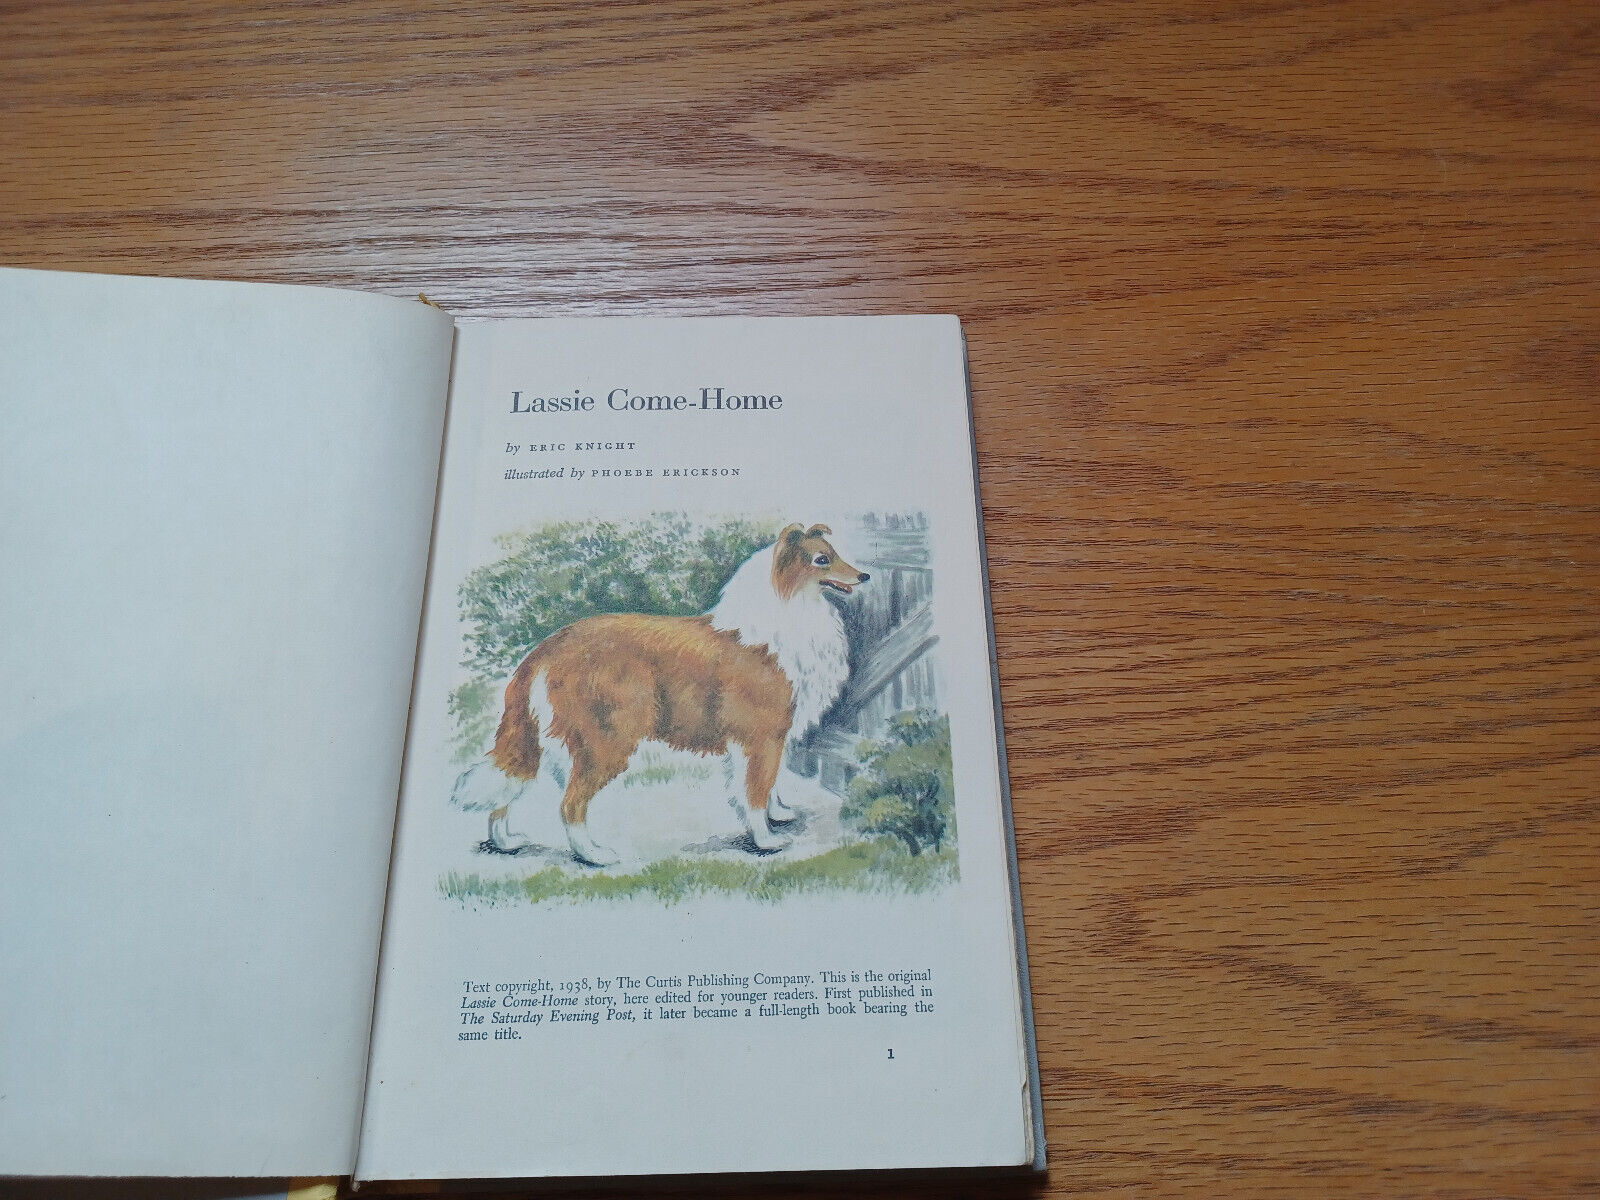 Lassie Come-Home
by ERIC KNIGHT
illustrated by PHOEBE ERICKSON
Text copyright, 1938, by The Curtis Publishing Company. This is the original
Lassie Come-Home story, here edited for younger readers. First published in
The Saturday Evening Post, it later became a full-length book bearing the
same title.
1